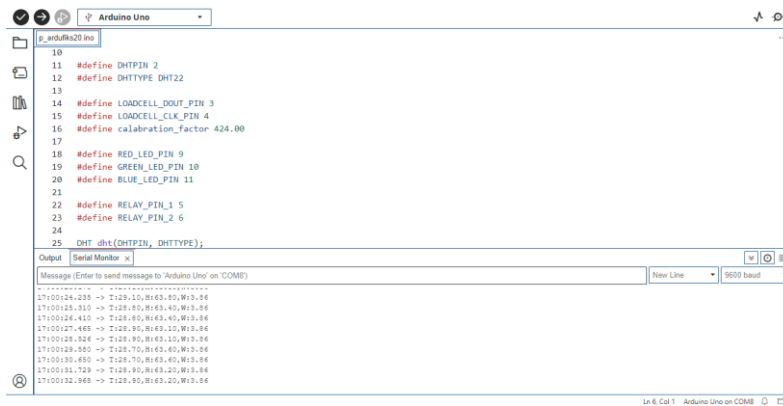 Arduino Uno
p_ardufiks20.ino
10
11 #define DHTPIN 2
12 #define DHTTYPE DHT22
13
14 #define LOADCELL_DOUT_PIN 3
15 #define LOADCELL_CLK_PIN 4
16 #define calabration_factor 424.00
17
18 #define RED_LED_PIN 9
19 #define GREEN_LED_PIN 10
20 #define BLUE_LED_PIN 11
21
22 #define RELAY_PIN_1 5
23 #define RELAY_PIN_2 6
24
25 DHT dht(DHTPIN, DHTTYPE);
Output Serial Monitor x
Message (Enter to send message to 'Arduino Uno' on 'COM8') New Line 9600 baud
17:00:24.235 -> T:29.10,H:63.80,W:3.86
17:00:25.310 -> T:28.80,H:63.40,W:3.86
17:00:26.410 -> T:28.80,H:63.40,W:3.86
17:00:27.465 -> T:28.90,H:63.10,W:3.86
17:00:28.526 -> T:28.90,H:63.10,W:3.86
17:00:29.580 -> T:28.70,H:63.60,W:3.86
17:00:30.650 -> T:28.70,H:63.60,W:3.86
17:00:31.729 -> T:28.90,H:63.20,W:3.86
17:00:32.968 -> T:28.90,H:63.20,W:3.86
Ln 6, Col 1 Arduino Uno on COM8